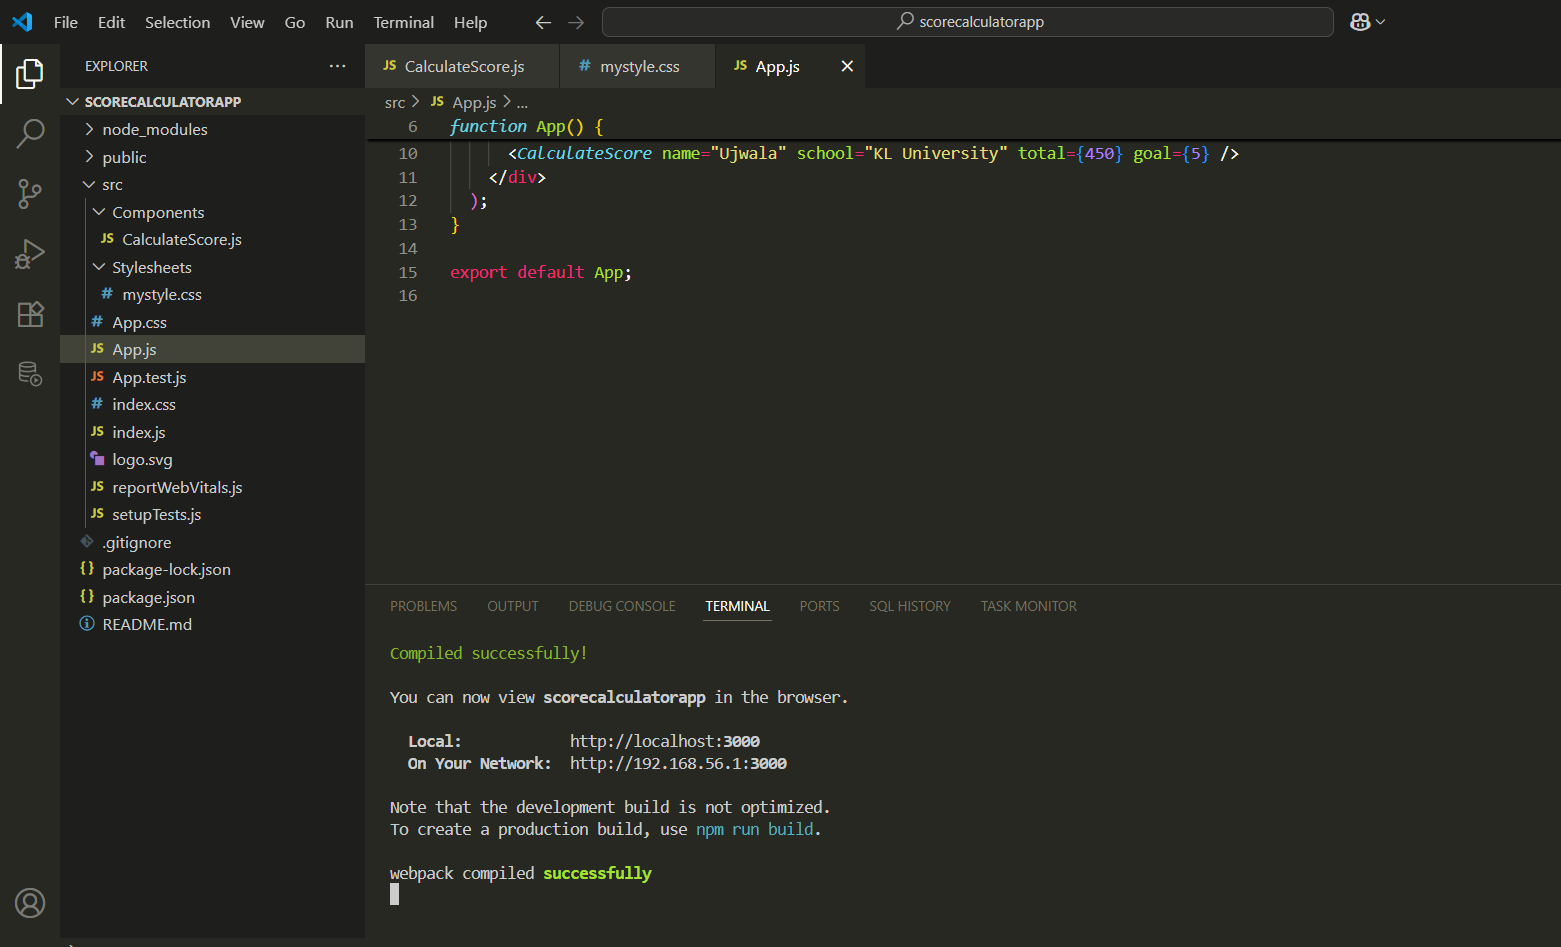 File Edit Selection View Go Run Terminal Help
scorecalculatorapp
EXPLORER
SCORECALCULATORAPP
node_modules
public
src
Components
JS CalculateScore.js
Stylesheets
# mystyle.css
# App.css
JS App.js
JS App.test.js
# index.css
JS index.js
logo.svg
JS reportWebVitals.js
JS setupTests.js
.gitignore
{} package-lock.json
{} package.json
README.md
JS CalculateScore.js # mystyle.css JS App.js
src > JS App.js > ...
6 function App() {
10 <CalculateScore name="Ujwala" school="KL University" total={450} goal={5} />
11 </div>
12 );
13 }
14
15 export default App;
16
PROBLEMS OUTPUT DEBUG CONSOLE TERMINAL PORTS SQL HISTORY TASK MONITOR
Compiled successfully!
You can now view scorecalculatorapp in the browser.
Local: http://localhost:3000
On Your Network: http://192.168.56.1:3000
Note that the development build is not optimized.
To create a production build, use npm run build.
webpack compiled successfully